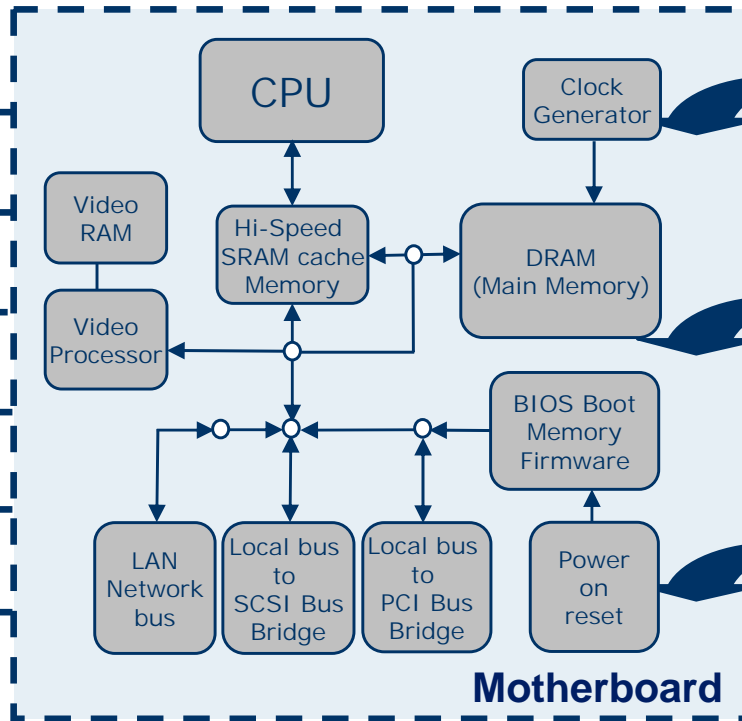 CPU
Clock
Generator
Video
RAM
Hi-Speed
SRAM cache
Memory
DRAM
(Main Memory)
Video
Processor
BIOS Boot
Memory
Firmware
LAN
Network
bus
Local bus
to
SCSI Bus
Bridge
Local bus
to
PCI Bus
Bridge
Power
on
reset
Motherboard